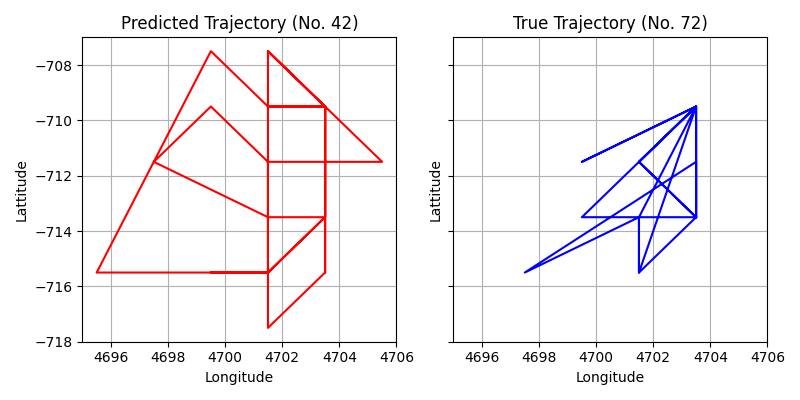 Predicted Trajectory (No. 42)
True Trajectory (No. 72)
−708
−710
−712
−714
−716
−718
Lattitude
Lattitude
4696 4698 4700 4702 4704 4706
4696 4698 4700 4702 4704 4706
Longitude
Longitude